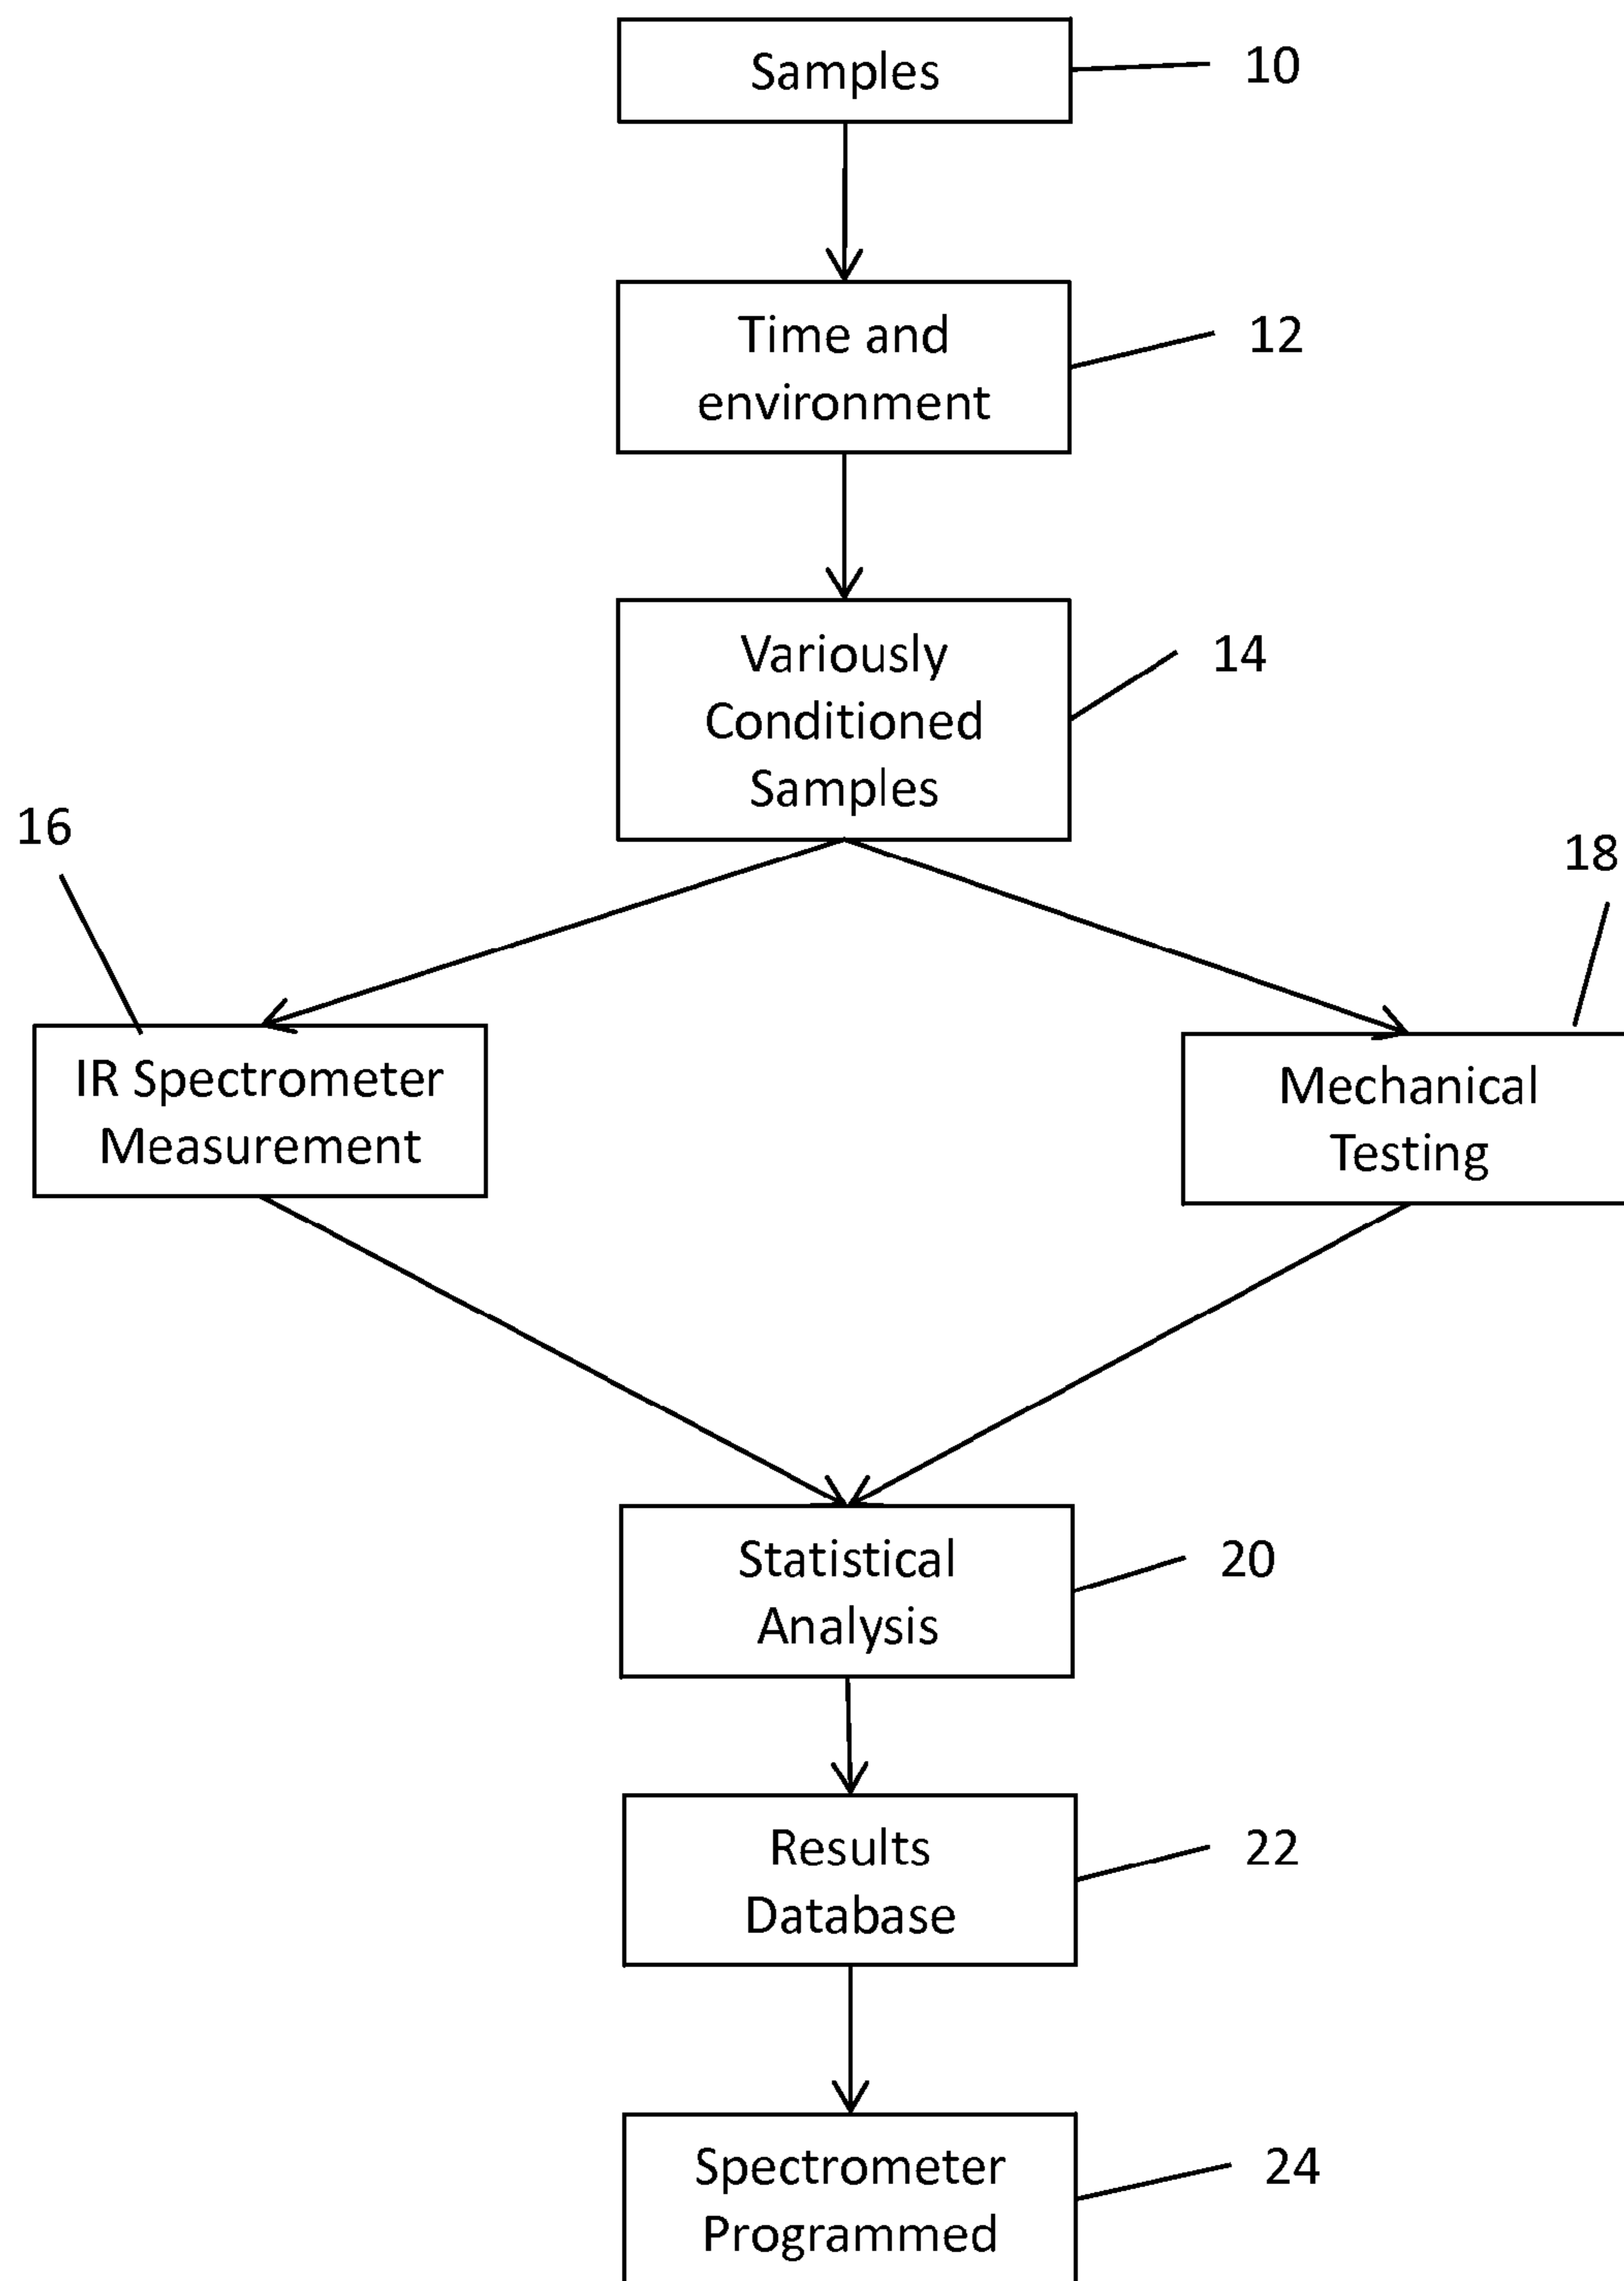 Samples
10
Time and
environment
12
Variously
Conditioned
Samples
14
16
18
IR Spectrometer
Measurement
Mechanical
Testing
Statistical
Analysis
20
Results
Database
22
Spectrometer
Programmed
24